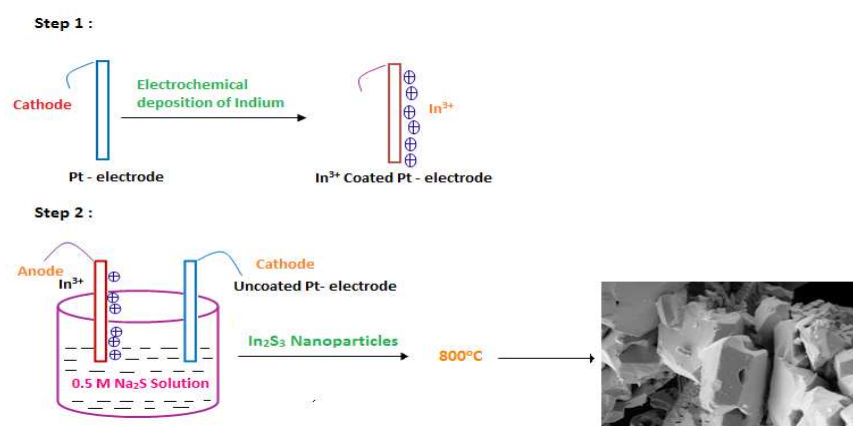 Step 1 :
Electrochemical
deposition of Indium
Cathode
In³⁺
Pt - electrode
In³⁺ Coated Pt - electrode
Step 2 :
Anode
In³⁺
Cathode
Uncoated Pt- electrode
In₂S₃ Nanoparticles
800°C
0.5 M Na₂S Solution